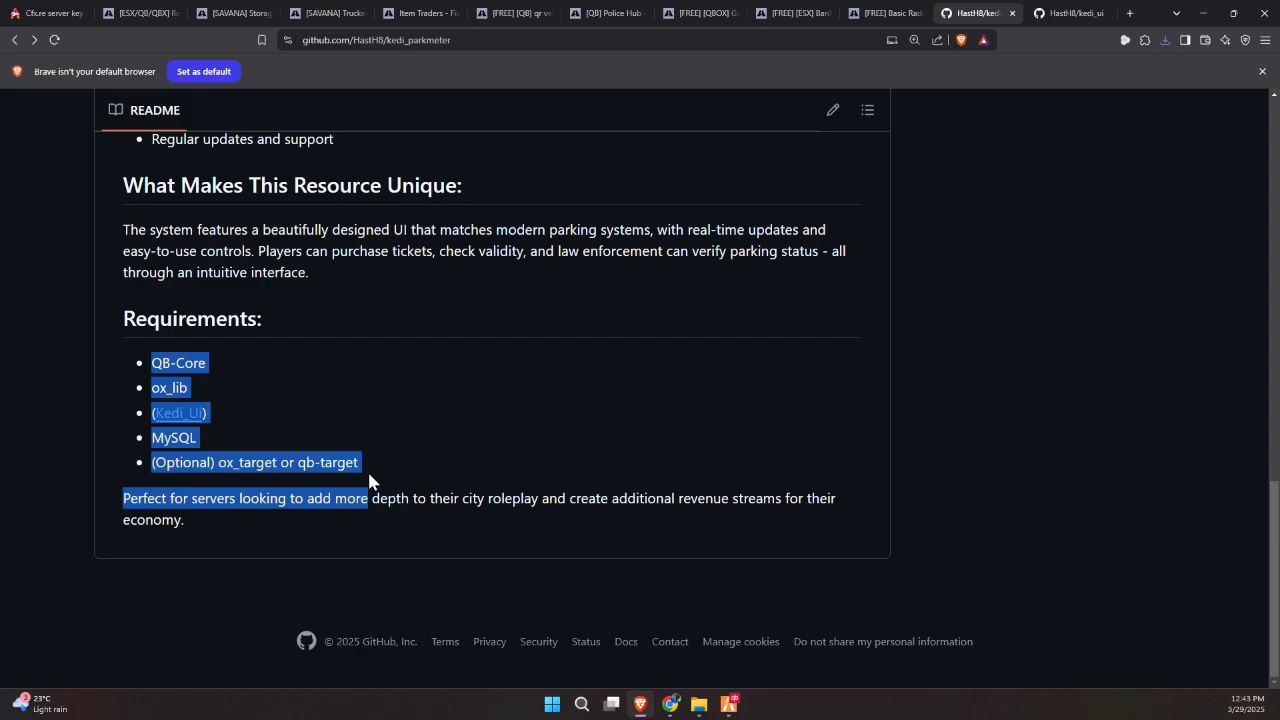 Cfx.re server key
[ESX/QB/QBX] R
[SAVANA] Storag
[SAVANA] Trucke
Item Traders - Fi
[FREE] [QB] qr ve
[QB] Police Hub -
[FREE] [QBOX] G
[FREE] [ESX] Ban
[FREE] Basic Rad
HastH8/kedi
HastH8/kedi_ui
github.com/HastH8/kedi_parkmeter
Brave isn't your default browser
Set as default
README
Regular updates and support
What Makes This Resource Unique:
The system features a beautifully designed UI that matches modern parking systems, with real-time updates and
easy-to-use controls. Players can purchase tickets, check validity, and law enforcement can verify parking status - all
through an intuitive interface.
Requirements:
QB-Core
ox_lib
(Kedi_Ui)
MySQL
(Optional) ox_target or qb-target
Perfect for servers looking to add more depth to their city roleplay and create additional revenue streams for their
economy.
© 2025 GitHub, Inc.
Terms
Privacy
Security
Status
Docs
Contact
Manage cookies
Do not share my personal information
3
23°C
Light rain
12:43 PM
3/29/2025